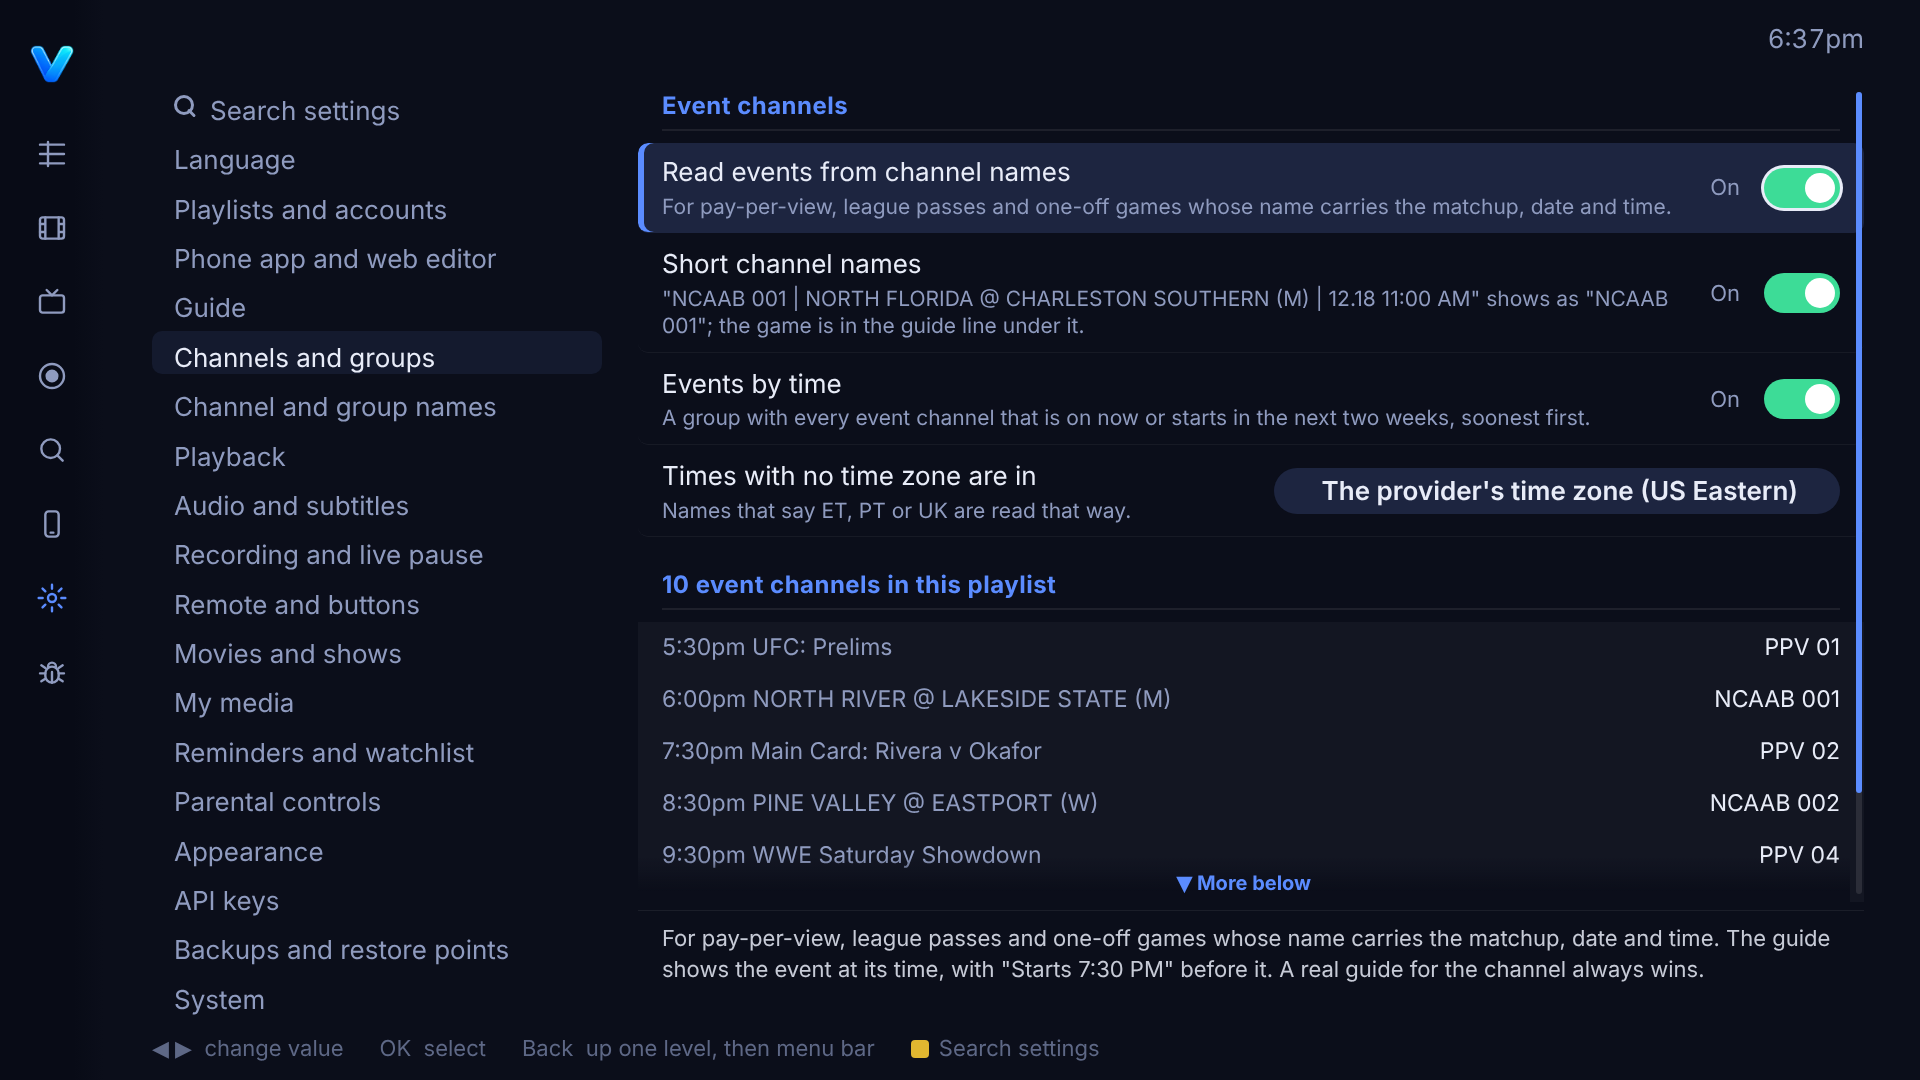 6:37pm
Search settings
Language
Playlists and accounts
Phone app and web editor
Guide
Channels and groups
Channel and group names
Playback
Audio and subtitles
Recording and live pause
Remote and buttons
Movies and shows
My media
Reminders and watchlist
Parental controls
Appearance
API keys
Backups and restore points
System
Event channels
Read events from channel names
For pay-per-view, league passes and one-off games whose name carries the matchup, date and time.
On
Short channel names
"NCAAB 001 | NORTH FLORIDA @ CHARLESTON SOUTHERN (M) | 12.18 11:00 AM" shows as "NCAAB
001"; the game is in the guide line under it.
On
Events by time
A group with every event channel that is on now or starts in the next two weeks, soonest first.
On
Times with no time zone are in
Names that say ET, PT or UK are read that way.
The provider's time zone (US Eastern)
10 event channels in this playlist
5:30pm UFC: Prelims PPV 01
6:00pm NORTH RIVER @ LAKESIDE STATE (M) NCAAB 001
7:30pm Main Card: Rivera v Okafor PPV 02
8:30pm PINE VALLEY @ EASTPORT (W) NCAAB 002
9:30pm WWE Saturday Showdown PPV 04
▼ More below
For pay-per-view, league passes and one-off games whose name carries the matchup, date and time. The guide
shows the event at its time, with "Starts 7:30 PM" before it. A real guide for the channel always wins.
◀▶ change value OK select Back up one level, then menu bar Search settings